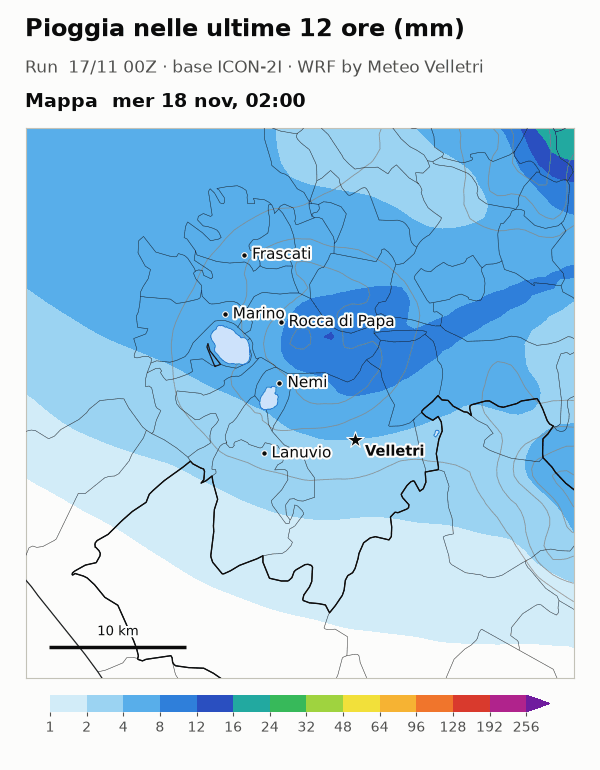 Pioggia nelle ultime 12 ore (mm)
Run  17/11 00Z · base ICON-2I · WRF by Meteo Velletri
Mappa  mer 18 nov, 02:00
Frascati
Marino
Rocca di Papa
Nemi
Velletri
Lanuvio
10 km
1 2 4 8 12 16 24 32 48 64 96 128 192 256